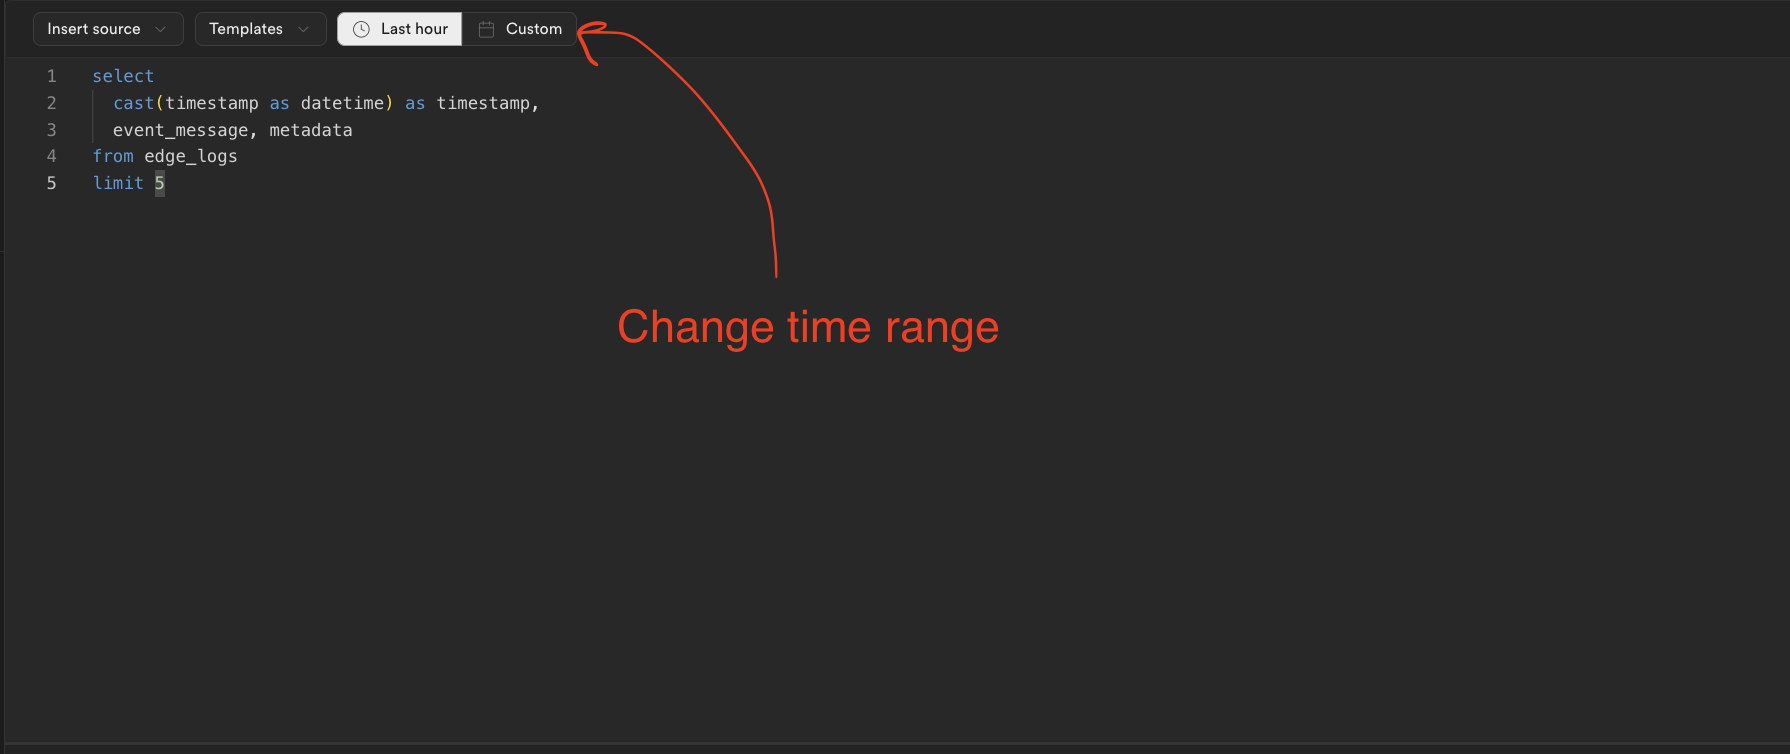 Insert source Templates Last hour Custom
1 select
2 cast(timestamp as datetime) as timestamp,
3 event_message, metadata
4 from edge_logs
5 limit 5
Change time range